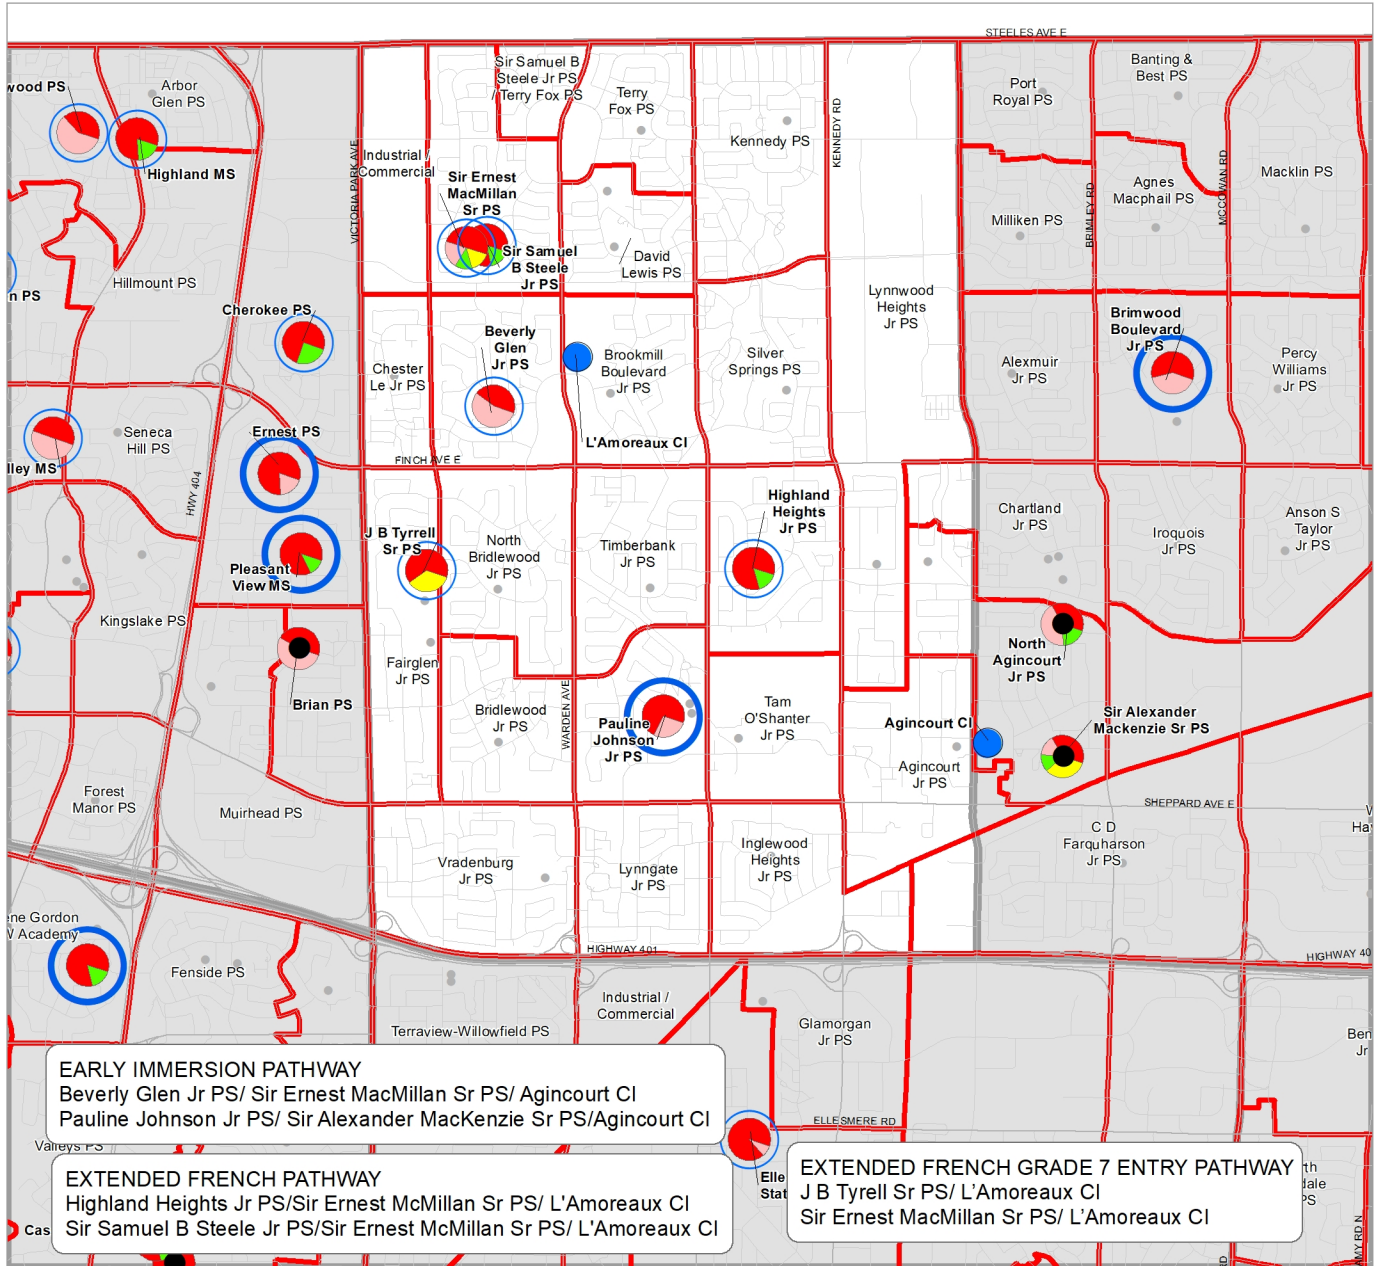 STEELES AVE E
wood PS
Arbor
Glen PS
Highland MS
VICTORIA PARK AVE
Industrial /
Commercial
Sir Samuel B
Steele Jr PS
/ Terry Fox PS
Terry
Fox PS
Kennedy PS
KENNEDY RD
Port
Royal PS
Banting &
Best PS
Sir Ernest
MacMillan
Sr PS
Sir Samuel
B Steele
Jr PS
David
Lewis PS
Milliken PS
BRIMLEY RD
Agnes
Macphail PS
MCCOWAN RD
Macklin PS
n PS
Hillmount PS
Cherokee PS
Lynnwood
Heights
Jr PS
Beverly
Glen
Jr PS
Chester
Le Jr PS
Brookmill
Boulevard
Jr PS
Silver
Springs PS
Alexmuir
Jr PS
Brimwood
Boulevard
Jr PS
Percy
Williams
Jr PS
lley MS
Seneca
Hill PS
Ernest PS
L'Amoreaux CI
FINCH AVE E
HWY 404
Pleasant
View MS
J B Tyrrell
Sr PS
North
Bridlewood
Jr PS
Timberbank
Jr PS
Highland
Heights
Jr PS
Chartland
Jr PS
Iroquois
Jr PS
Anson S
Taylor
Jr PS
Kingslake PS
Brian PS
Fairglen
Jr PS
Bridlewood
Jr PS
WARDEN AVE
Pauline
Johnson
Jr PS
Tam
O'Shanter
Jr PS
Agincourt CI
Agincourt
Jr PS
North
Agincourt
Jr PS
Sir Alexander
Mackenzie Sr PS
Forest
Manor PS
Muirhead PS
SHEPPARD AVE E
Vradenburg
Jr PS
Lynngate
Jr PS
Inglewood
Heights
Jr PS
C D
Farquharson
Jr PS
W
Ha
ene Gordon
W Academy
Fenside PS
HIGHWAY 401
HIGHWAY 40
Terraview-Willowfield PS
Industrial /
Commercial
Glamorgan
Jr PS
Ben
Jr
ELLESMERE RD
EARLY IMMERSION PATHWAY
Beverly Glen Jr PS/ Sir Ernest MacMillan Sr PS/ Agincourt CI
Pauline Johnson Jr PS/ Sir Alexander MacKenzie Sr PS/Agincourt CI
Valleys PS
EXTENDED FRENCH PATHWAY
Highland Heights Jr PS/Sir Ernest McMillan Sr PS/ L'Amoreaux CI
Sir Samuel B Steele Jr PS/Sir Ernest McMillan Sr PS/ L'Amoreaux CI
Elle
Stat
EXTENDED FRENCH GRADE 7 ENTRY PATHWAY
J B Tyrell Sr PS/ L’Amoreaux CI
Sir Ernest MacMillan Sr PS/ L’Amoreaux CI
rth
dale
PS
Cas
RD
AMY RD N